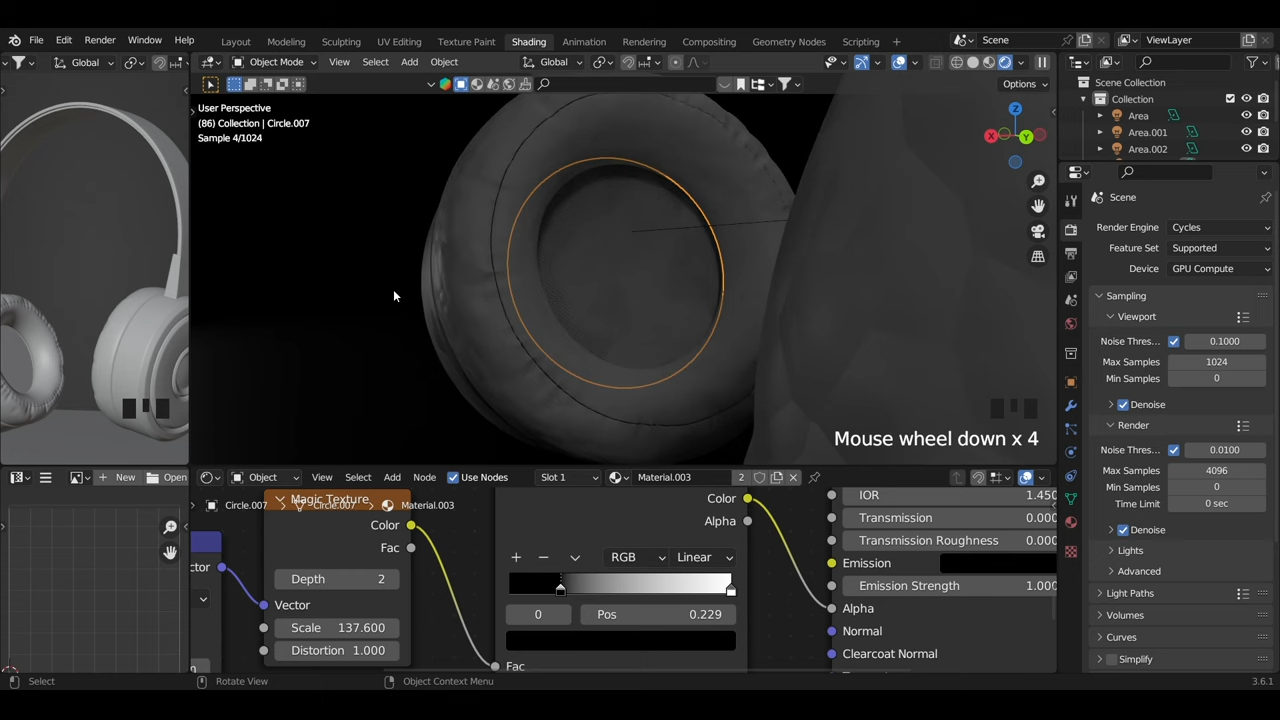 File Edit Render Window Help Layout Modeling Sculpting UV Editing Texture Paint Shading Animation Rendering Compositing Geometry Nodes Scripting + Scene ViewLayer
Global Object Mode View Select Add Object Global
Options
User Perspective
(86) Collection | Circle.007
Sample 4/1024
X Y Z
Mouse wheel down x 4
Scene Collection
Collection
Area
Area.001
Area.002
Scene
Render Engine Cycles
Feature Set Supported
Device GPU Compute
Sampling
Viewport
Noise Thres... 0.1000
Max Samples 1024
Min Samples 0
Denoise
Render
Noise Thres... 0.0100
Max Samples 4096
Min Samples 0
Time Limit 0 sec
Denoise
Lights
Advanced
Light Paths
Volumes
Curves
Simplify
New Open
Object View Select Add Node Use Nodes Slot 1 Material.003 2
Circle.007 Circle.007 Material.003
Magic Texture
Color
Fac
Depth 2
Vector
Scale 137.600
Distortion 1.000
Color
Alpha
+ − RGB Linear
0 Pos 0.229
Fac
IOR 1.450
Transmission 0.000
Transmission Roughness 0.000
Emission
Emission Strength 1.000
Alpha
Normal
Clearcoat Normal
Select Rotate View Object Context Menu 3.6.1